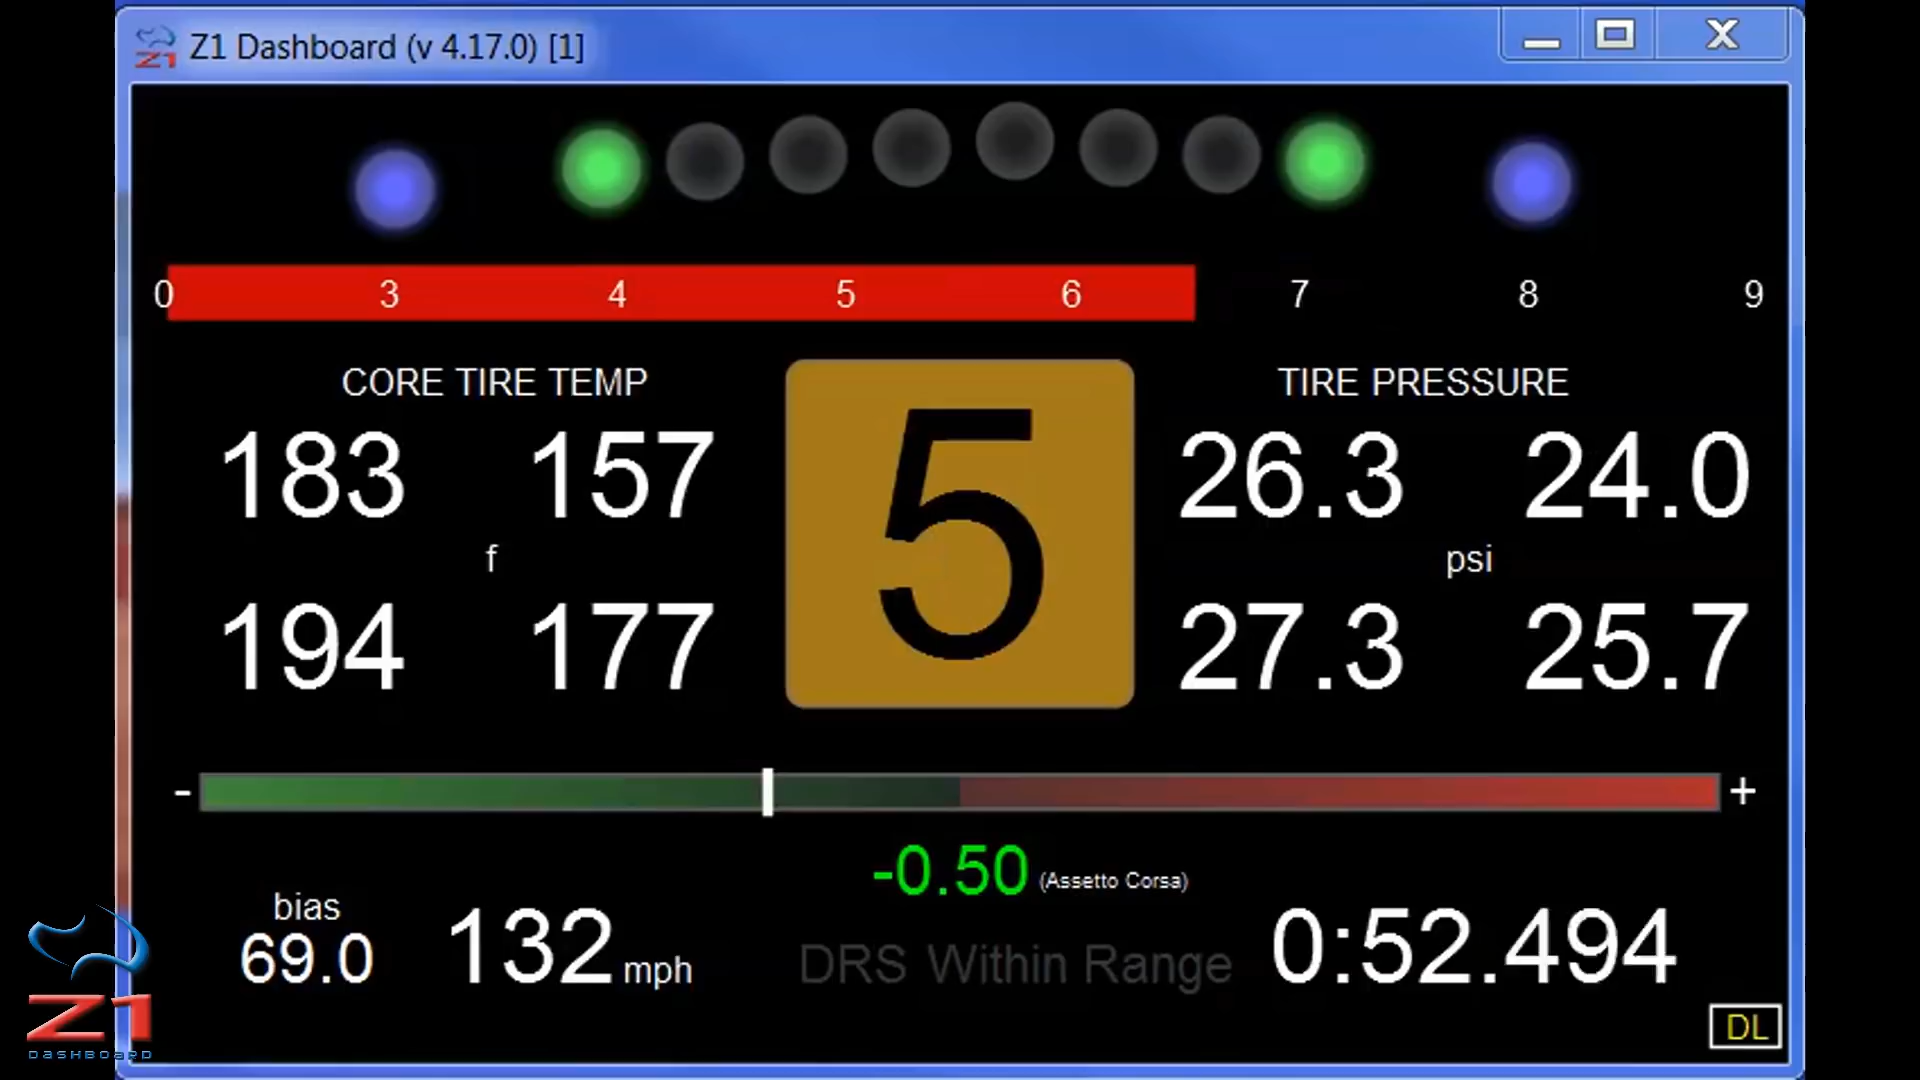 Z1 Dashboard (v 4.17.0) [1]
0 3 4 5 6 7 8 9
CORE TIRE TEMP
183 157
f
194 177
5
TIRE PRESSURE
26.3 24.0
psi
27.3 25.7
- +
-0.50 (Assetto Corsa)
bias
69.0
132 mph
DRS Within Range
0:52.494
DL
Z1
DASHBOARD